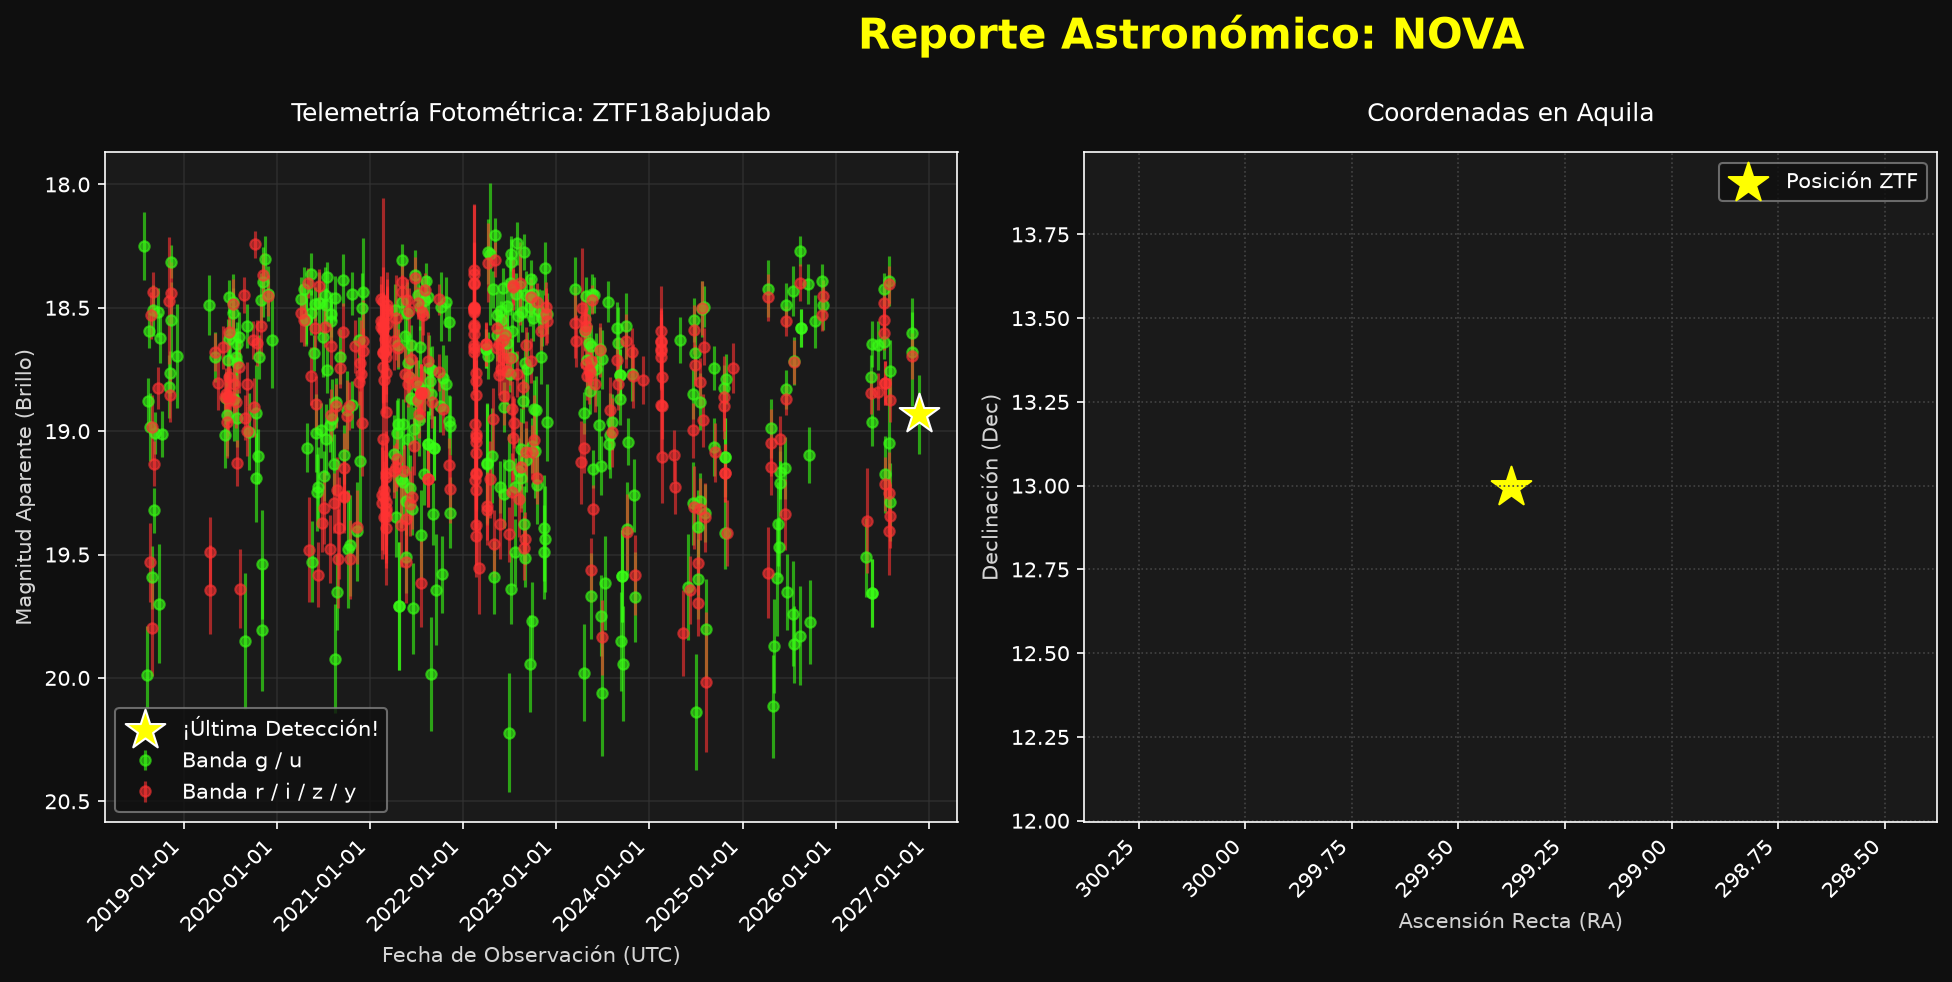 Reporte Astronómico: NOVA
Telemetría Fotométrica: ZTF18abjudab
Magnitud Aparente (Brillo)
18.0
18.5
19.0
19.5
20.0
20.5
¡Última Detección!
Banda g / u
Banda r / i / z / y
2019-01-01
2020-01-01
2021-01-01
2022-01-01
2023-01-01
2024-01-01
2025-01-01
2026-01-01
2027-01-01
Fecha de Observación (UTC)
Coordenadas en Aquila
Posición ZTF
Declinación (Dec)
13.75
13.50
13.25
13.00
12.75
12.50
12.25
12.00
300.25
300.00
299.75
299.50
299.25
299.00
298.75
298.50
Ascensión Recta (RA)